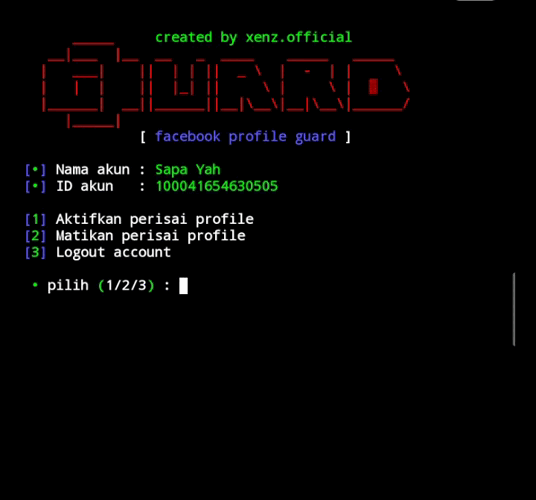 created by xenz.official
GUARD
[ facebook profile guard ]
[•] Nama akun : Sapa Yah
[•] ID akun   : 100041654630505
[1] Aktifkan perisai profile
[2] Matikan perisai profile
[3] Logout account
• pilih (1/2/3) :